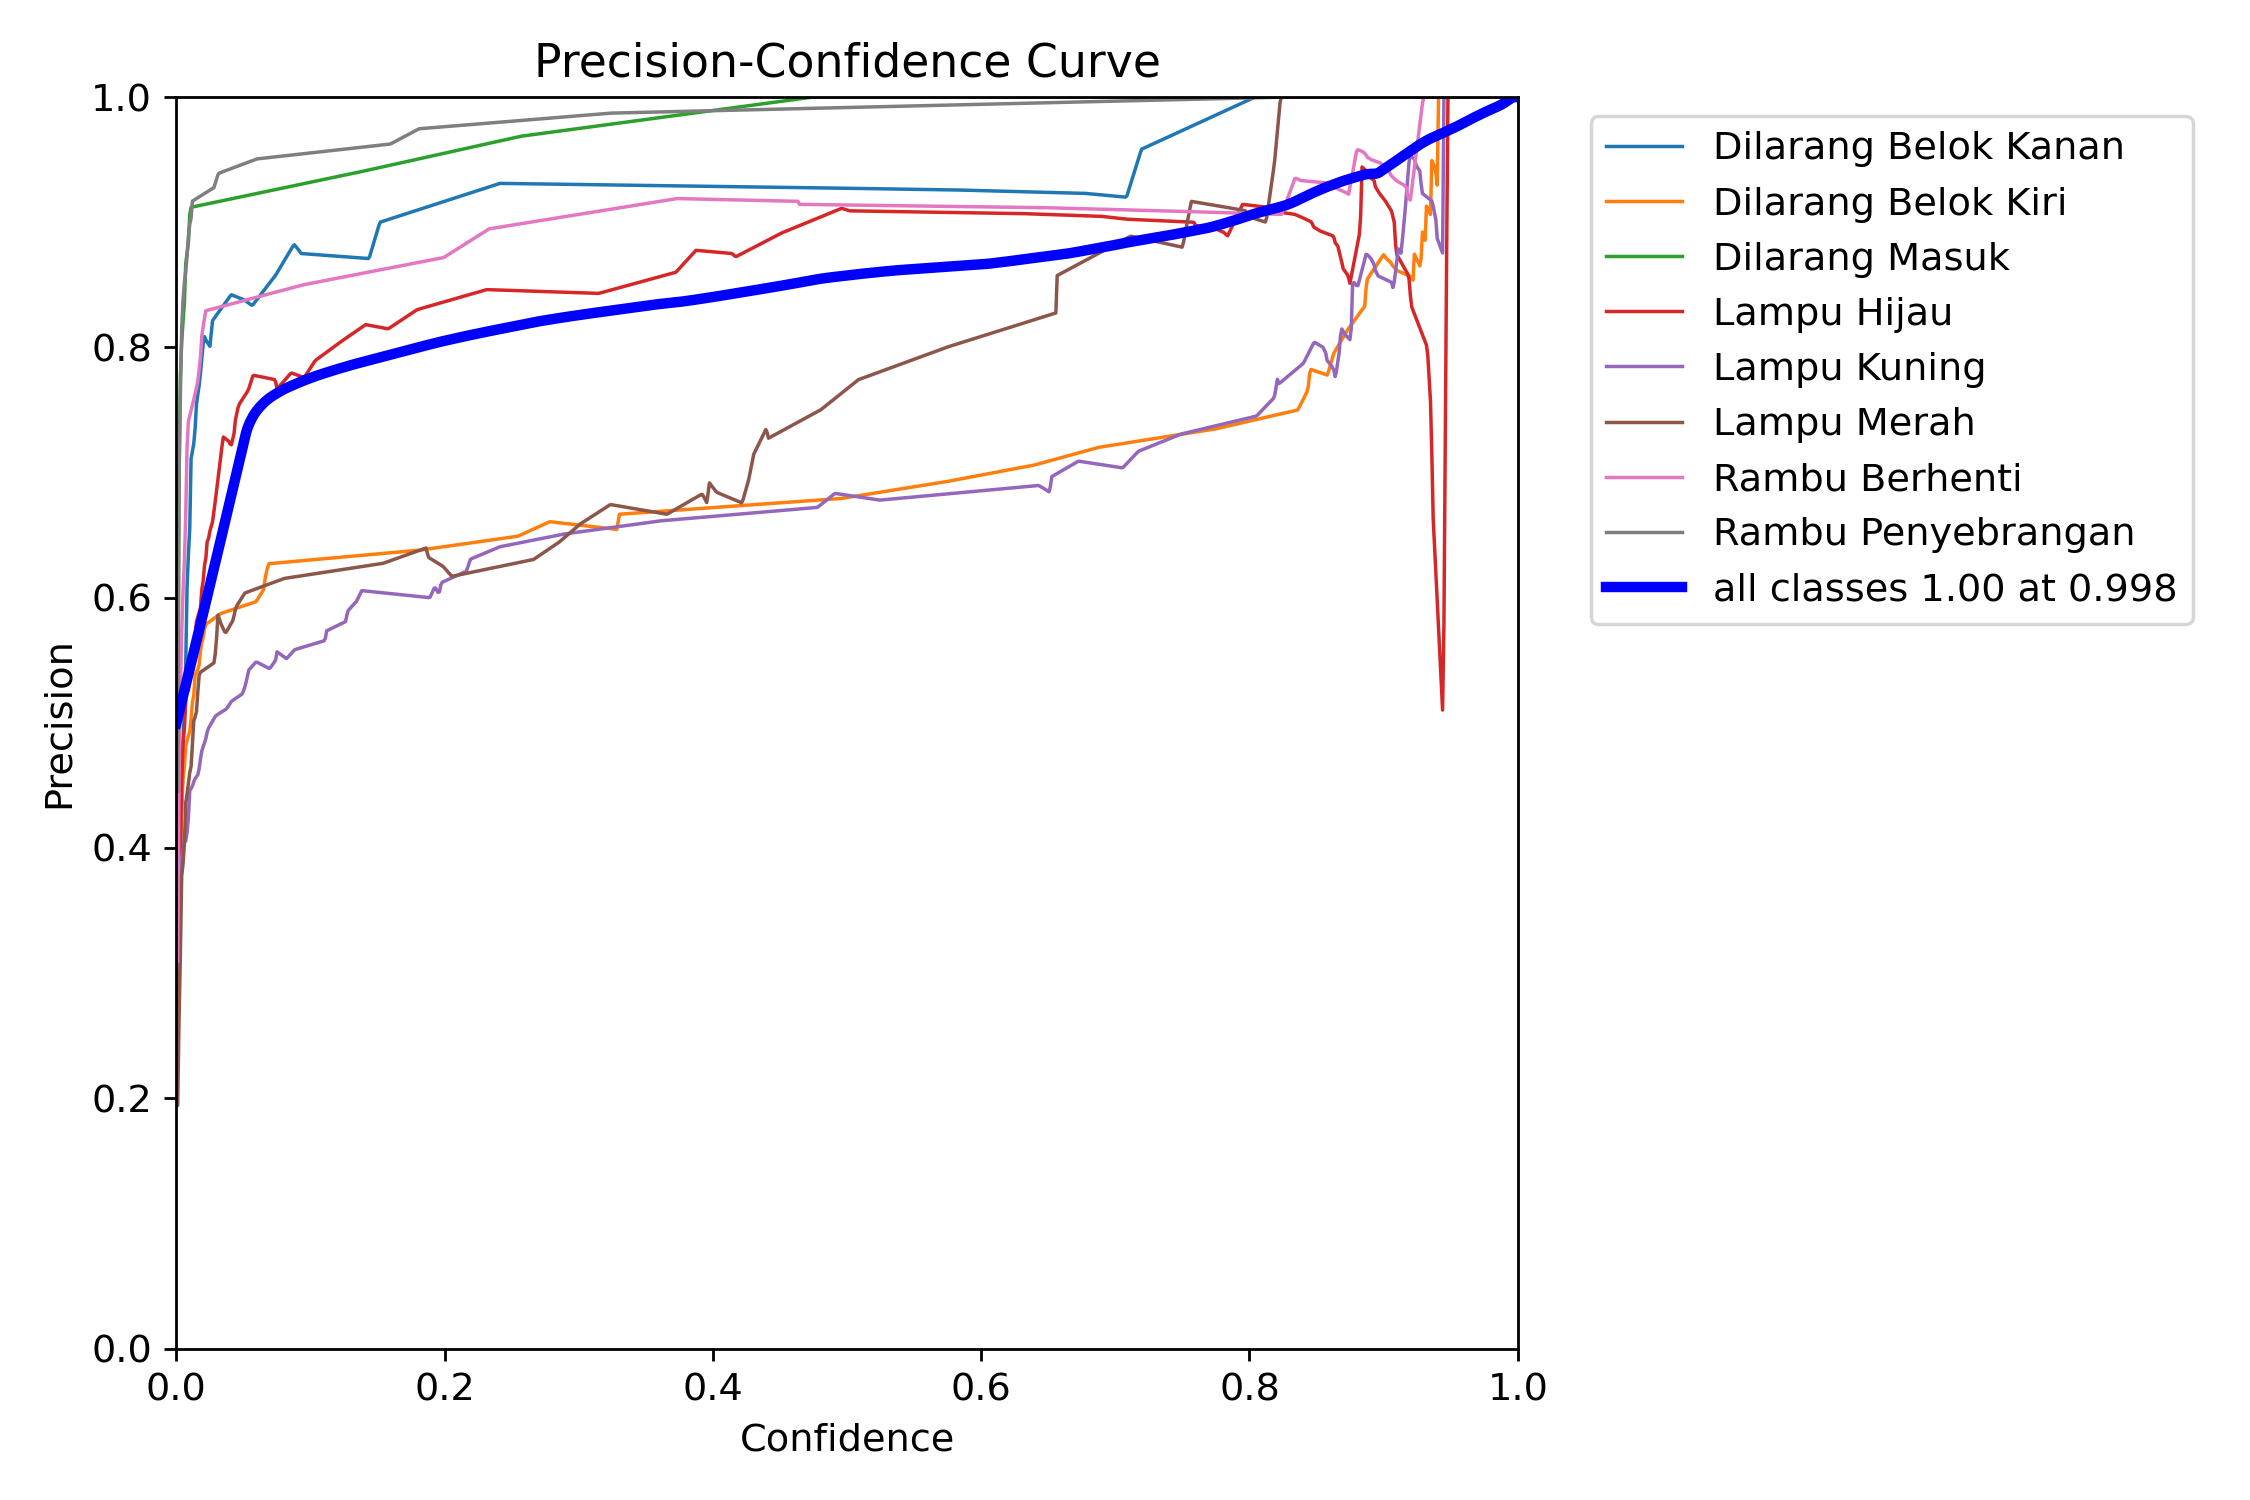 Precision-Confidence Curve
1.0
0.8
0.6
0.4
0.2
0.0
Precision
0.0 0.2 0.4 0.6 0.8 1.0
Confidence
Dilarang Belok Kanan
Dilarang Belok Kiri
Dilarang Masuk
Lampu Hijau
Lampu Kuning
Lampu Merah
Rambu Berhenti
Rambu Penyebrangan
all classes 1.00 at 0.998